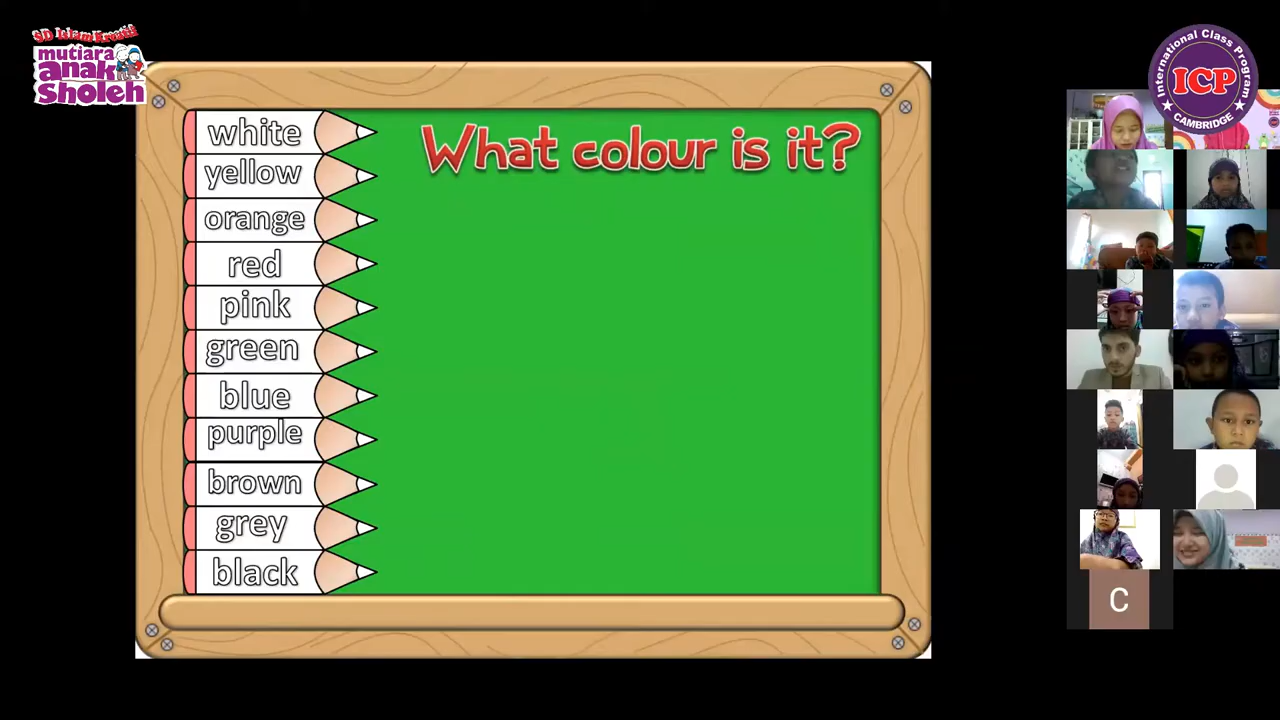 SD Islam Kreatif
mutiara
anak
Sholeh
What colour is it?
white
yellow
orange
red
pink
green
blue
purple
brown
grey
black
International Class Program
ICP
CAMBRIDGE
C